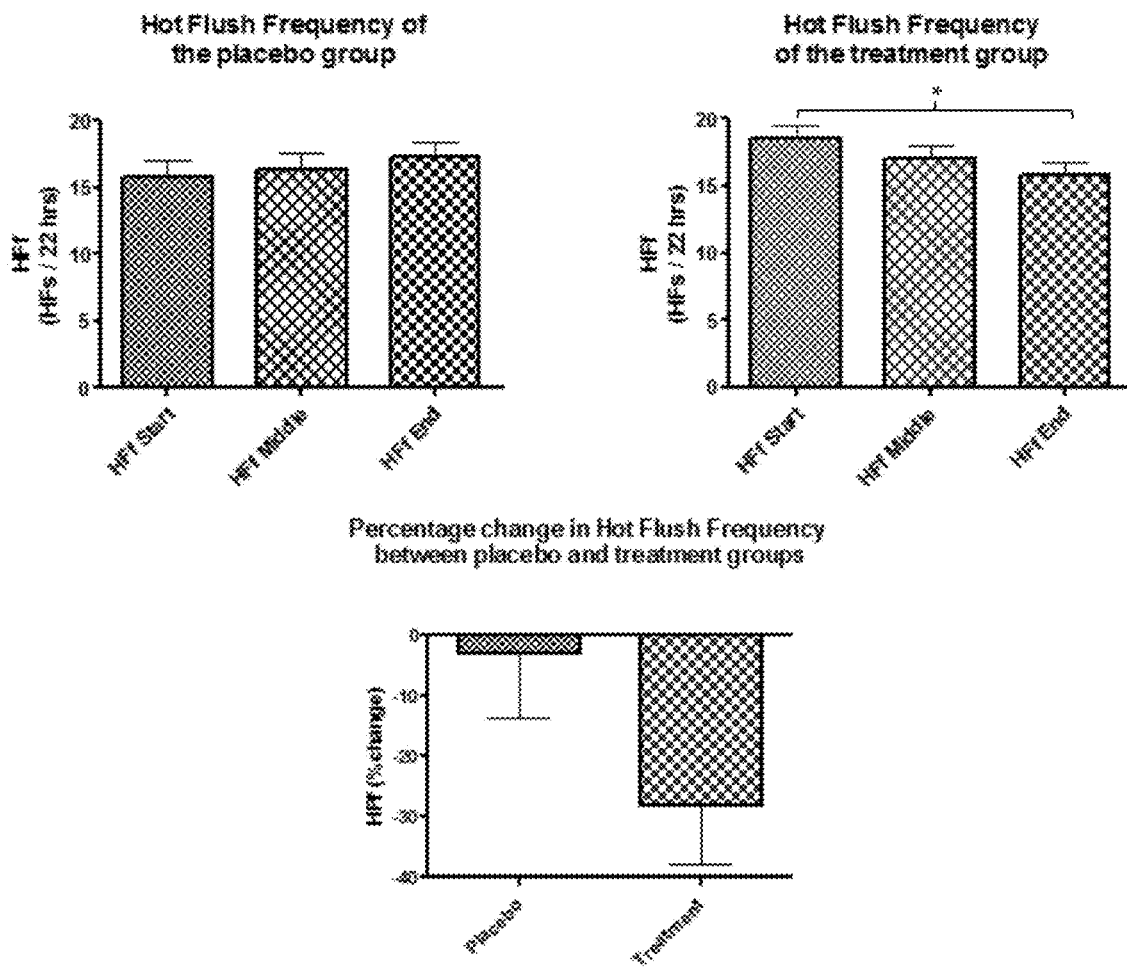 Hot Flush Frequency of
the placebo group
20
15
10
5
0
HFf
(HFs / 22 hrs)
HFf Start
HFf Middle
HFf End
Hot Flush Frequency
of the treatment group
*
20
15
10
5
0
HFf
(HFs / 22 hrs)
HFf Start
HFf Middle
HFf End
Percentage change in Hot Flush Frequency
between placebo and treatment groups
0
-10
-20
-30
-40
HFf (%change)
Placebo
Treatment